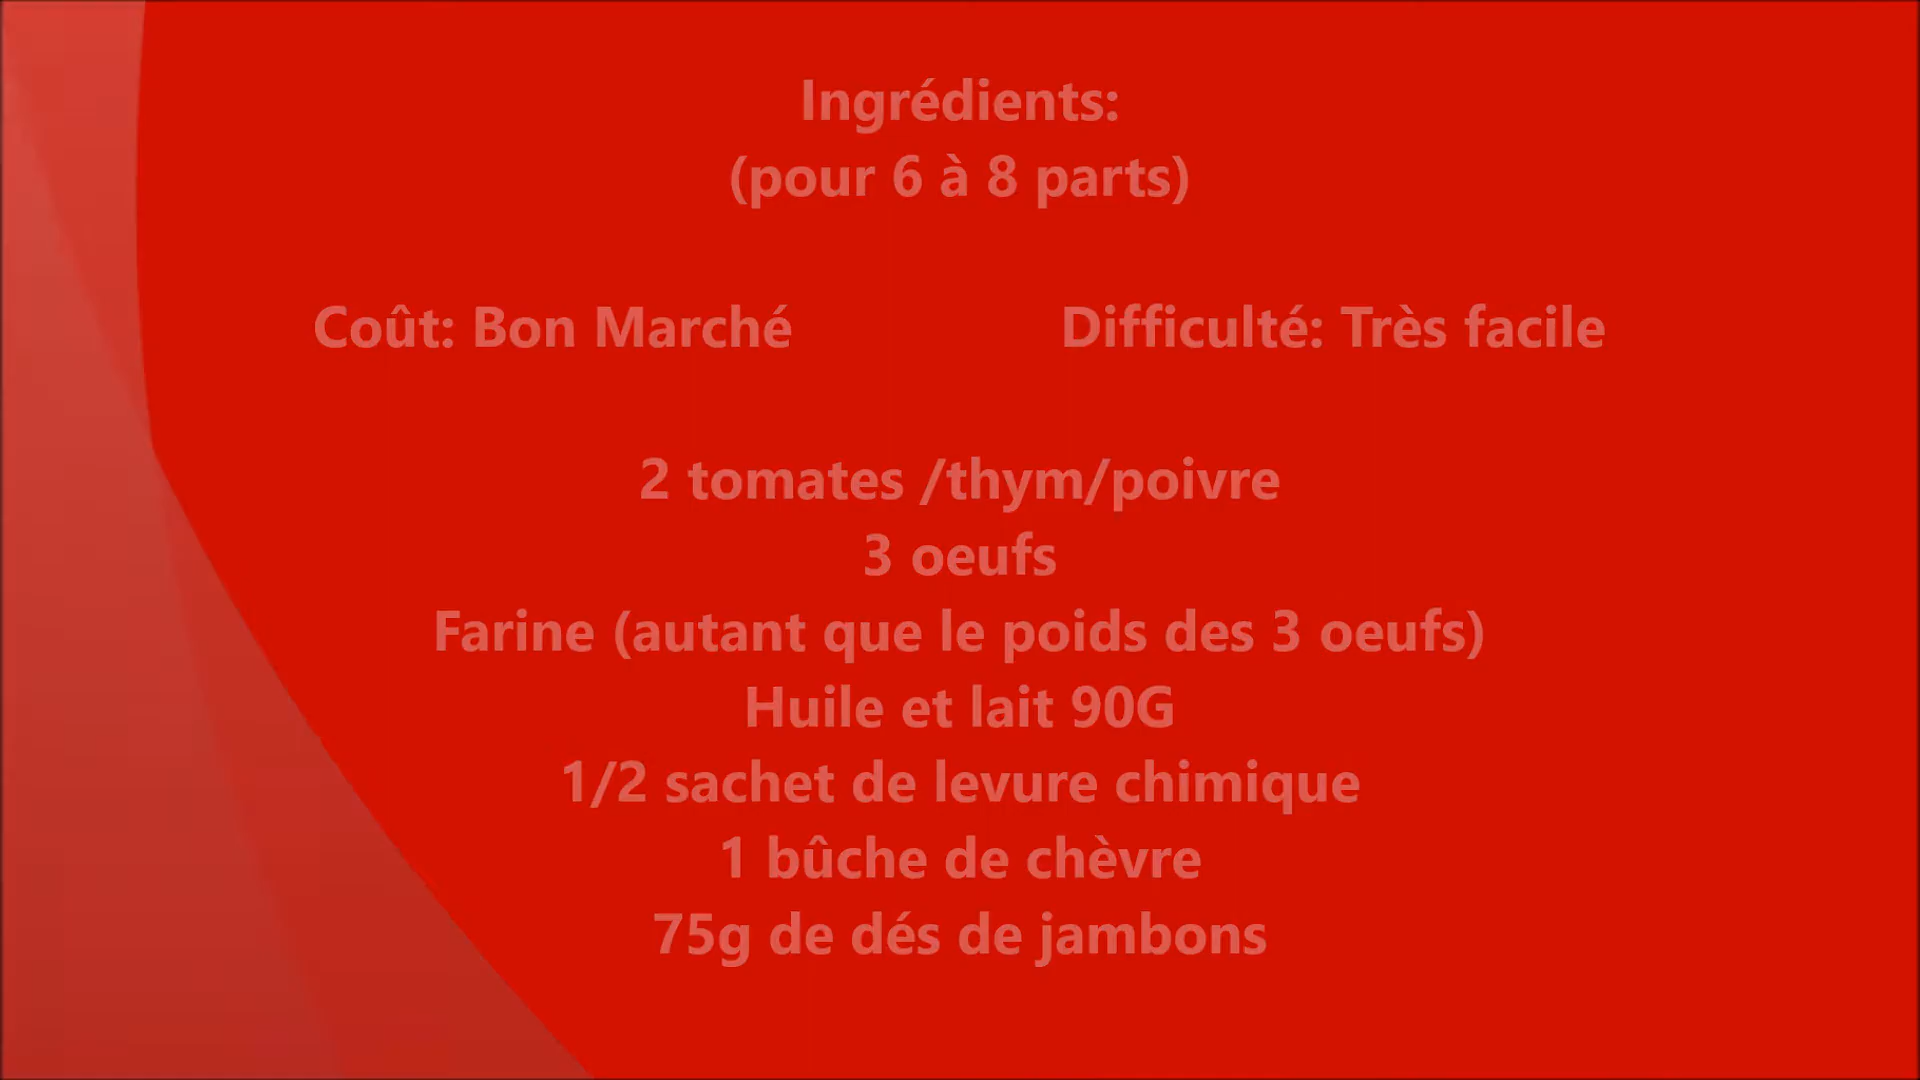 Ingrédients:
(pour 6 à 8 parts)
Coût: Bon Marché Difficulté: Très facile
2 tomates /thym/poivre
3 oeufs
Farine (autant que le poids des 3 oeufs)
Huile et lait 90G
1/2 sachet de levure chimique
1 bûche de chèvre
75g de dés de jambons